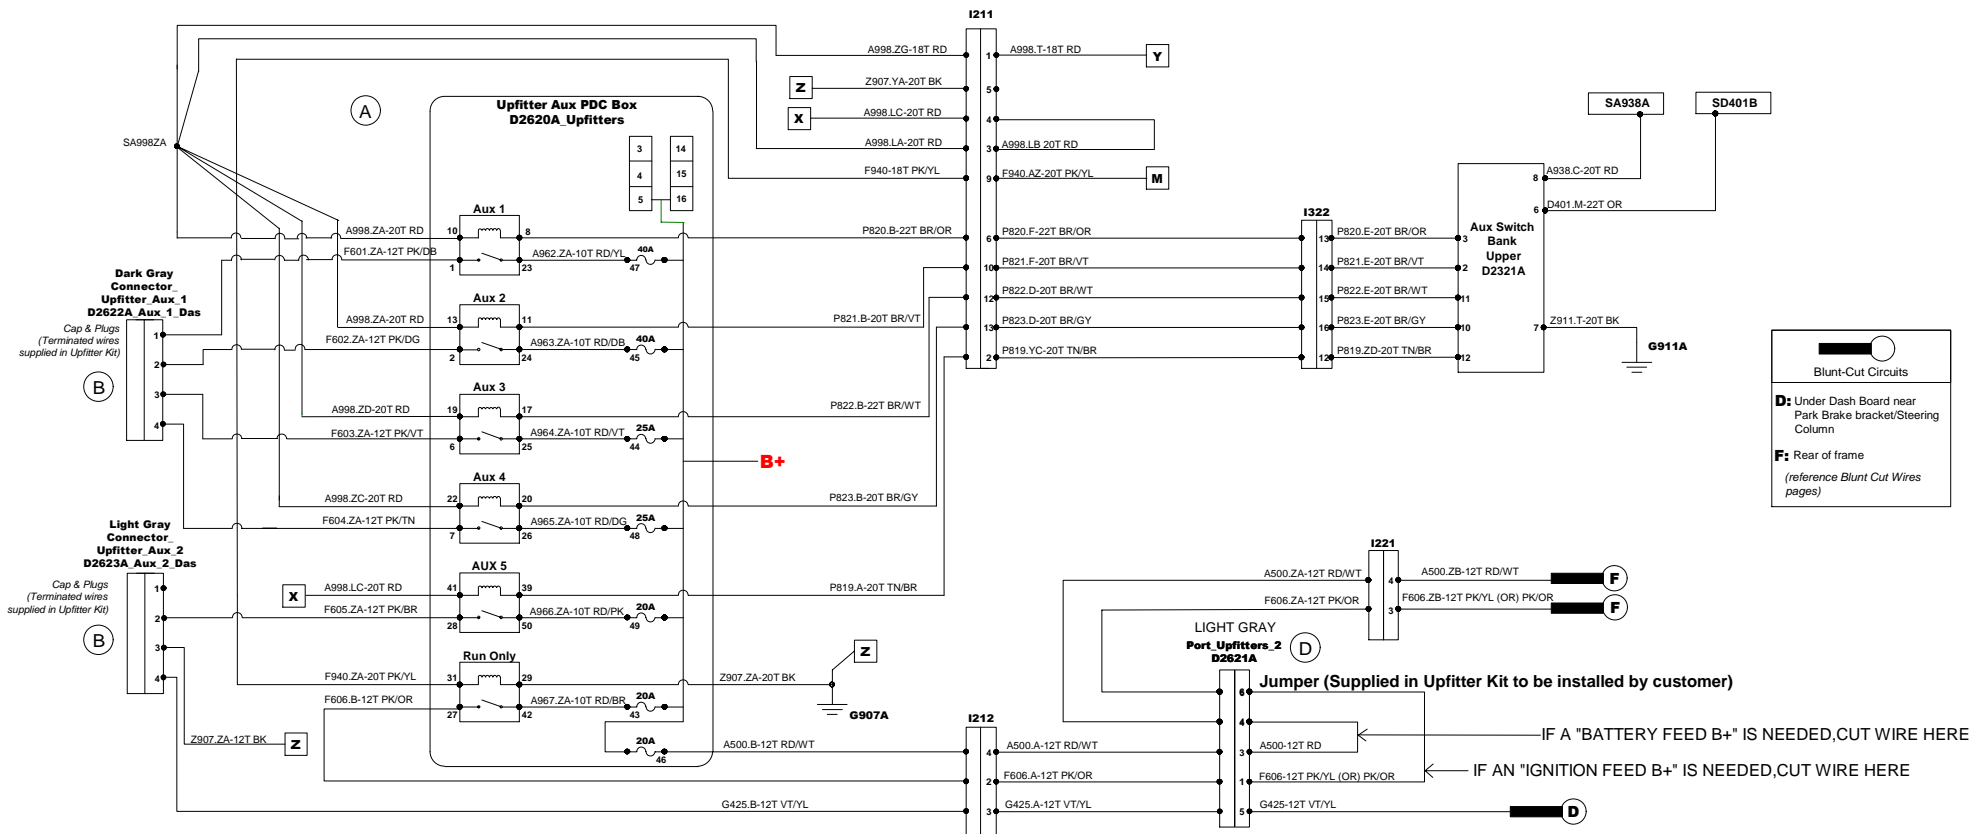 I211
A998.ZG-18T RD
1
A998.T-18T RD
Y
Z
Z907.YA-20T BK
5
X
A998.LC-20T RD
4
A998.LA-20T RD
3
A998.LB 20T RD
F940-18T PK/YL
9
F940.AZ-20T PK/YL
M
SA998ZA
A
Upfitter Aux PDC Box
D2620A_Upfitters
3
14
4
15
5
16
SA938A
SD401B
8
A938.C-20T RD
6
D401.M-22T OR
Aux Switch
Bank
Upper
D2321A
I322
Aux 1
A998.ZA-20T RD
10
8
P820.B-22T BR/OR
6
P820.F-22T BR/OR
13
P820.E-20T BR/OR
3
F601.ZA-12T PK/DB
1
23
A962.ZA-10T RD/YL
40A
47
10
P821.F-20T BR/VT
14
P821.E-20T BR/VT
2
12
P822.D-20T BR/WT
15
P822.E-20T BR/WT
11
13
P823.D-20T BR/GY
16
P823.E-20T BR/GY
10
7
Z911.T-20T BK
G911A
2
P819.YC-20T TN/BR
12
P819.ZD-20T TN/BR
12
Dark Gray
Connector_
Upfitter_Aux_1
D2622A_Aux_1_Das
Cap & Plugs
(Terminated wires
supplied in Upfitter Kit)
1
2
3
4
B
Aux 2
A998.ZA-20T RD
13
11
P821.B-20T BR/VT
F602.ZA-12T PK/DG
2
24
A963.ZA-10T RD/DB
40A
45
Aux 3
A998.ZD-20T RD
19
17
P822.B-22T BR/WT
F603.ZA-12T PK/VT
6
25
A964.ZA-10T RD/VT
25A
44
B+
Aux 4
A998.ZC-20T RD
22
20
P823.B-20T BR/GY
F604.ZA-12T PK/TN
7
26
A965.ZA-10T RD/DG
25A
48
Blunt-Cut Circuits
D: Under Dash Board near
Park Brake bracket/Steering
Column
F: Rear of frame
(reference Blunt Cut Wires
pages)
Light Gray
Connector_
Upfitter_Aux_2
D2623A_Aux_2_Das
Cap & Plugs
(Terminated wires
supplied in Upfitter Kit)
1
2
3
4
B
AUX 5
X
A998.LC-20T RD
41
39
P819.A-20T TN/BR
F605.ZA-12T PK/BR
28
50
A966.ZA-10T RD/PK
20A
49
Run Only
F940.ZA-20T PK/YL
31
29
Z907.ZA-20T BK
Z
G907A
F606.B-12T PK/OR
27
42
A967.ZA-10T RD/BR
20A
43
Z907.ZA-12T BK
Z
20A
46
A500.B-12T RD/WT
I212
4
A500.A-12T RD/WT
2
F606.A-12T PK/OR
G425.B-12T VT/YL
3
G425.A-12T VT/YL
I221
A500.ZA-12T RD/WT
4
A500.ZB-12T RD/WT
F
F606.ZA-12T PK/OR
3
F606.ZB-12T PK/YL (OR) PK/OR
F
LIGHT GRAY
Port_Upfitters_2
D2621A
D
6
Jumper (Supplied in Upfitter Kit to be installed by customer)
4
3
A500-12T RD
IF A "BATTERY FEED B+" IS NEEDED,CUT WIRE HERE
1
F606-12T PK/YL (OR) PK/OR
IF AN "IGNITION FEED B+" IS NEEDED,CUT WIRE HERE
5
G425-12T VT/YL
D